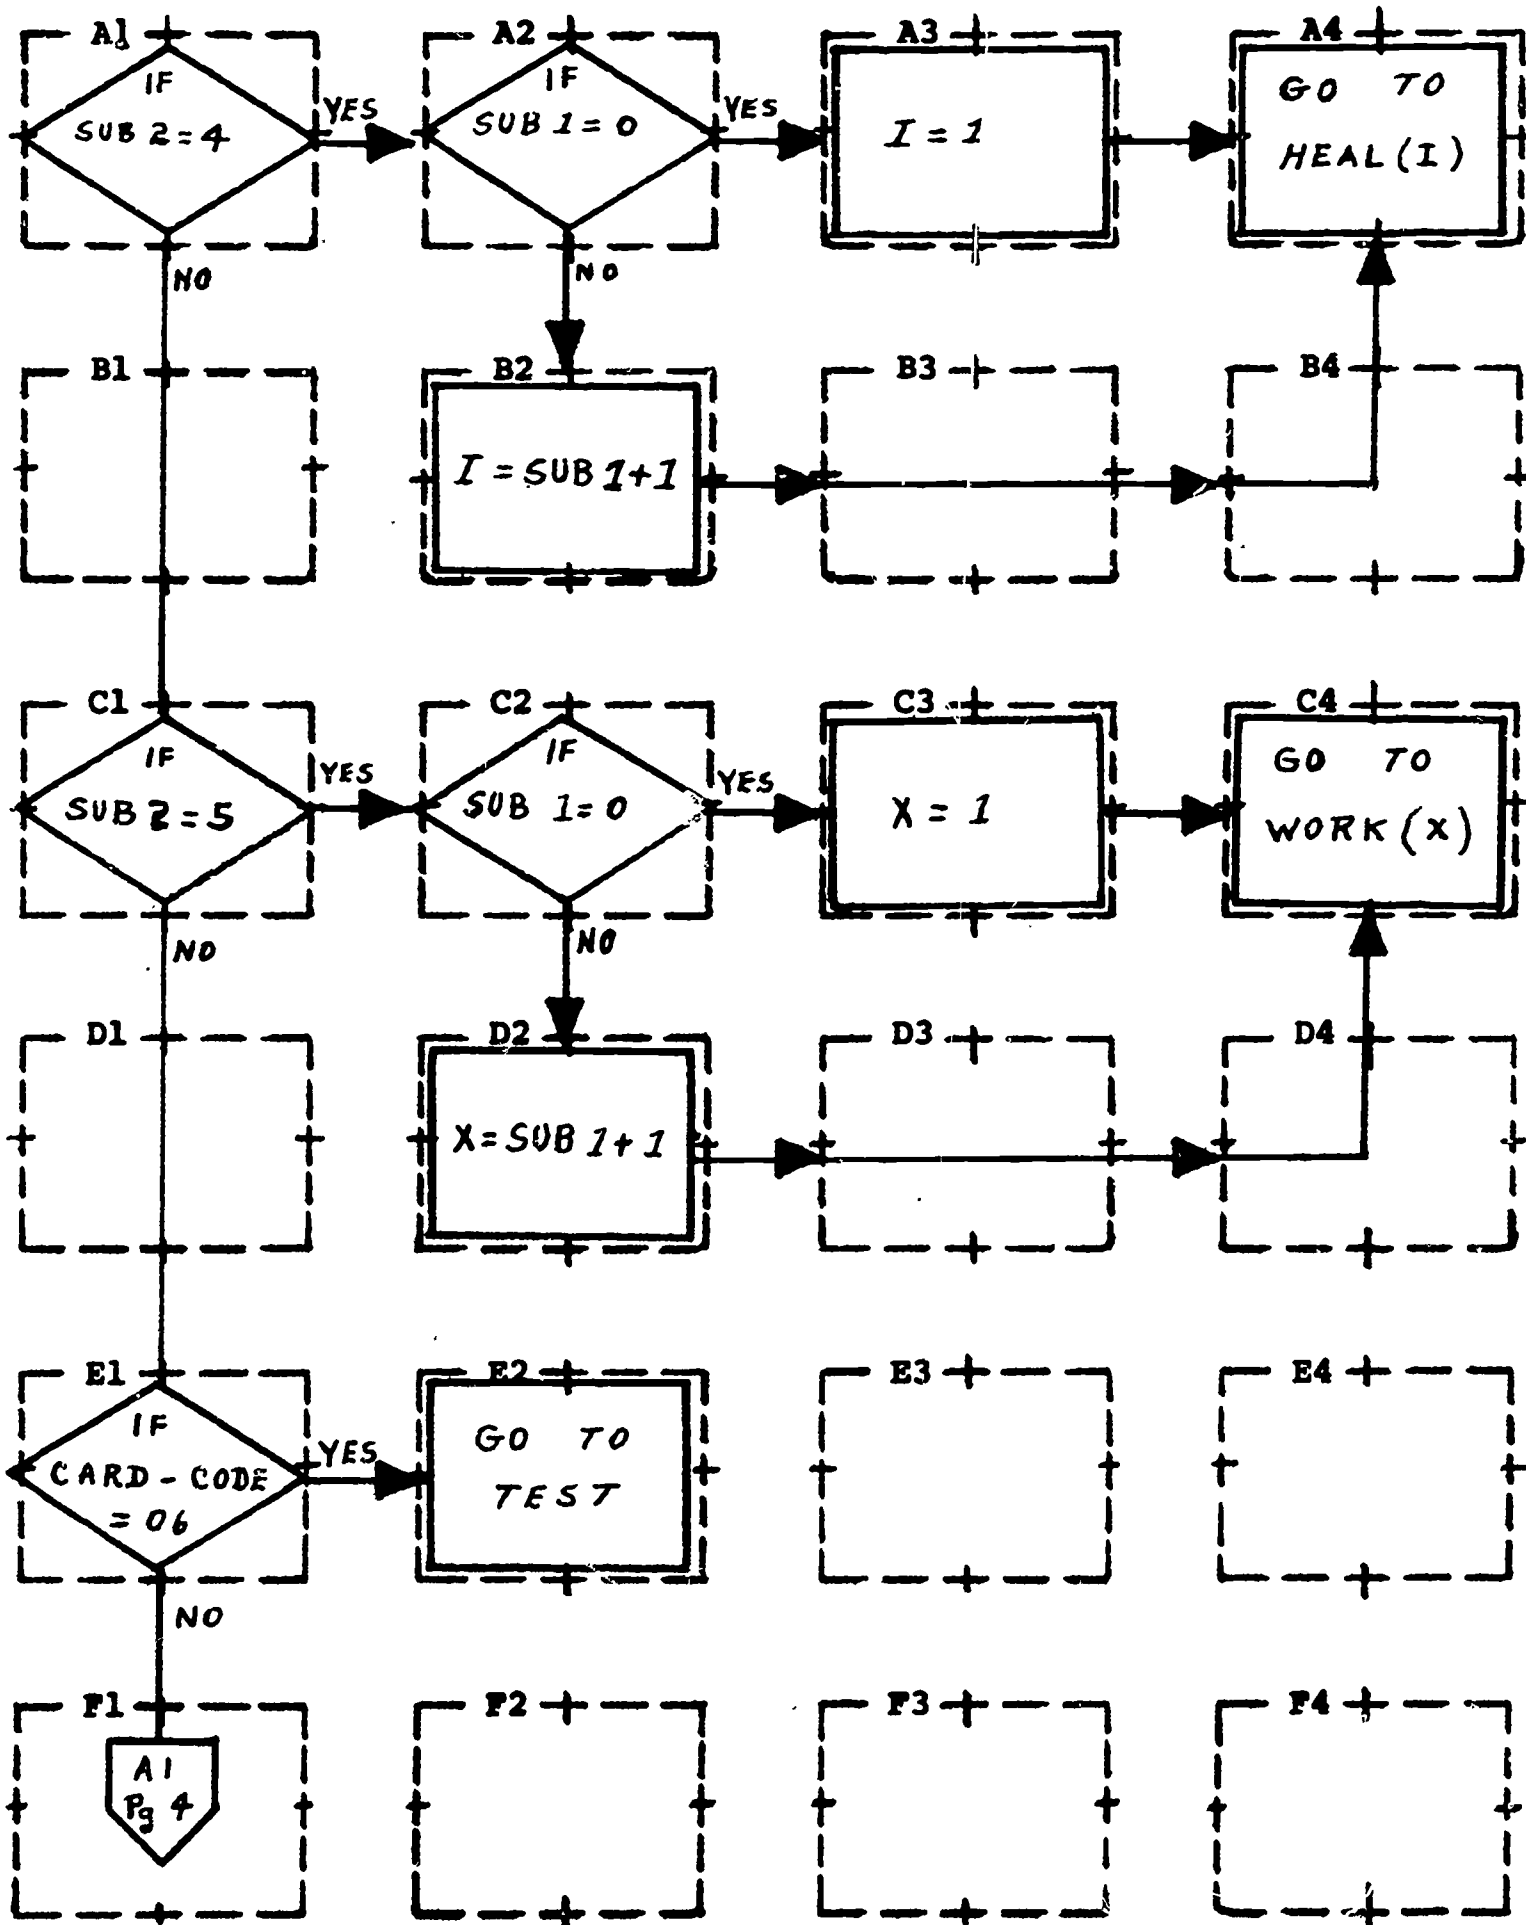 A1
IF
SUB 2 = 4
YES
NO
A2
IF
SUB 1 = 0
YES
NO
A3
I = 1
A4
GO TO
HEAL(I)
B1
B2
I = SUB 1+1
B3
B4
C1
IF
SUB 2 = 5
YES
NO
C2
IF
SUB 1 = 0
YES
NO
C3
X = 1
C4
GO TO
WORK (X)
D1
D2
X = SUB 1+1
D3
D4
E1
IF
CARD - CODE
= 06
YES
NO
E2
GO TO
TEST
E3
E4
F1
A1
Pg 4
F2
F3
F4